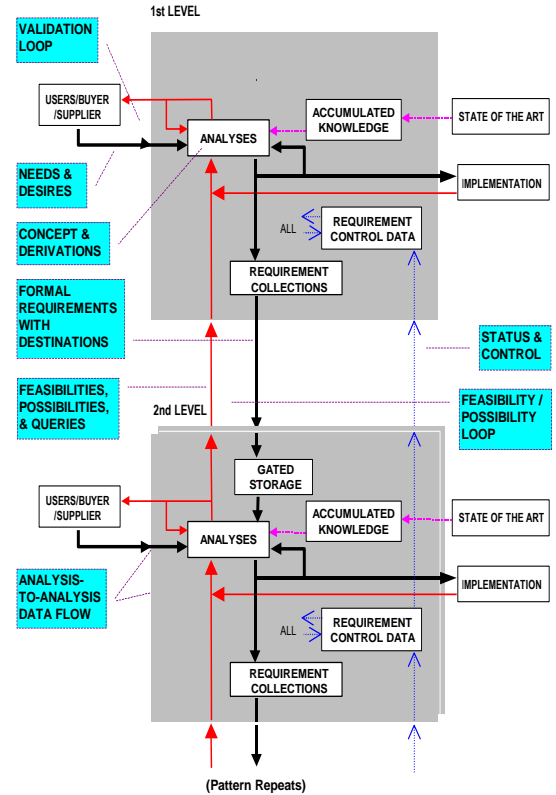 1st LEVEL
VALIDATION
LOOP
USERS/BUYER
/SUPPLIER
ANALYSES
ACCUMULATED
KNOWLEDGE
STATE OF THE ART
NEEDS &
DESIRES
IMPLEMENTATION
CONCEPT &
DERIVATIONS
ALL
REQUIREMENT
CONTROL DATA
REQUIREMENT
COLLECTIONS
FORMAL
REQUIREMENTS
WITH
DESTINATIONS
STATUS &
CONTROL
FEASIBILITIES,
POSSIBILITIES,
& QUERIES
FEASIBILITY /
POSSIBILITY
LOOP
2nd LEVEL
GATED
STORAGE
USERS/BUYER
/SUPPLIER
ANALYSES
ACCUMULATED
KNOWLEDGE
STATE OF THE ART
ANALYSIS-
TO-ANALYSIS
DATA FLOW
IMPLEMENTATION
ALL
REQUIREMENT
CONTROL DATA
REQUIREMENT
COLLECTIONS
(Pattern Repeats)